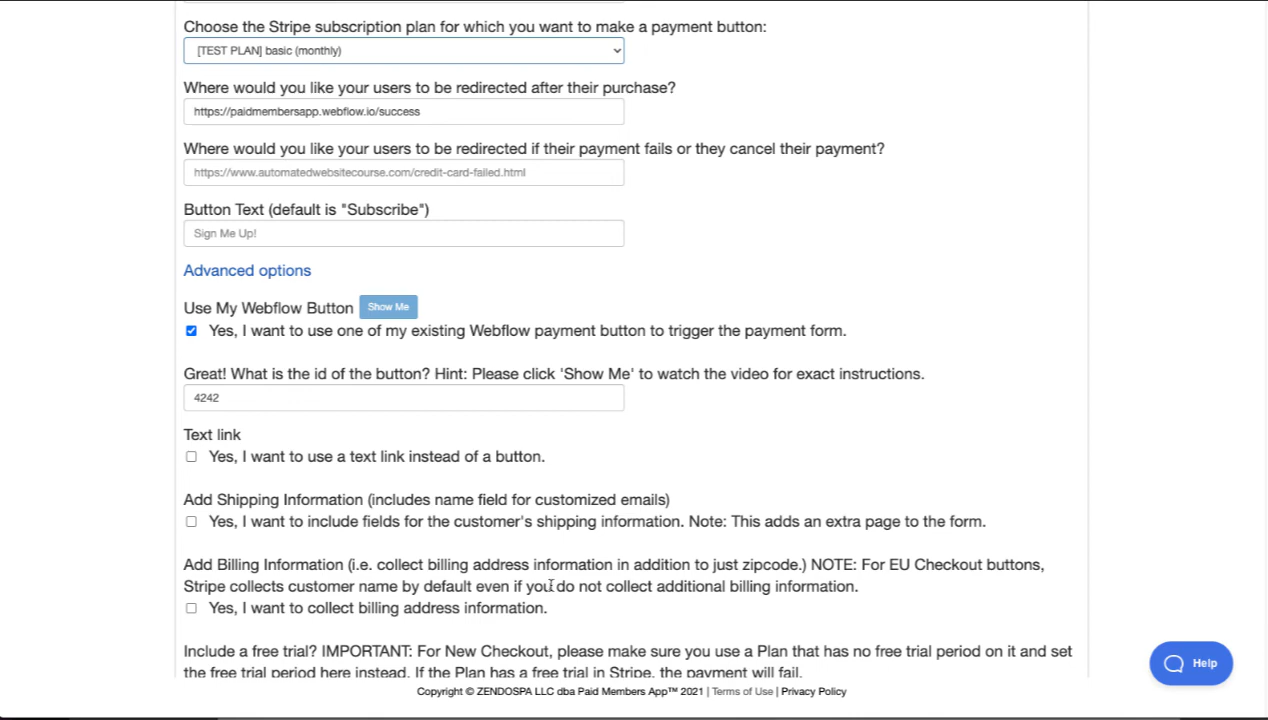 Choose the Stripe subscription plan for which you want to make a payment button:
[TEST PLAN] basic (monthly)
Where would you like your users to be redirected after their purchase?
https://paidmembersapp.webflow.io/success
Where would you like your users to be redirected if their payment fails or they cancel their payment?
https://www.automatedwebsitecourse.com/credit-card-failed.html
Button Text (default is "Subscribe")
Sign Me Up!
Advanced options
Use My Webflow Button Show Me
Yes, I want to use one of my existing Webflow payment button to trigger the payment form.
Great! What is the id of the button? Hint: Please click 'Show Me' to watch the video for exact instructions.
4242
Text link
Yes, I want to use a text link instead of a button.
Add Shipping Information (includes name field for customized emails)
Yes, I want to include fields for the customer's shipping information. Note: This adds an extra page to the form.
Add Billing Information (i.e. collect billing address information in addition to just zipcode.) NOTE: For EU Checkout buttons,
Stripe collects customer name by default even if you do not collect additional billing information.
Yes, I want to collect billing address information.
Include a free trial? IMPORTANT: For New Checkout, please make sure you use a Plan that has no free trial period on it and set
the free trial period here instead. If the Plan has a free trial in Stripe, the payment will fail.
Help
Copyright © ZENDOSPA LLC dba Paid Members App™ 2021 | Terms of Use | Privacy Policy